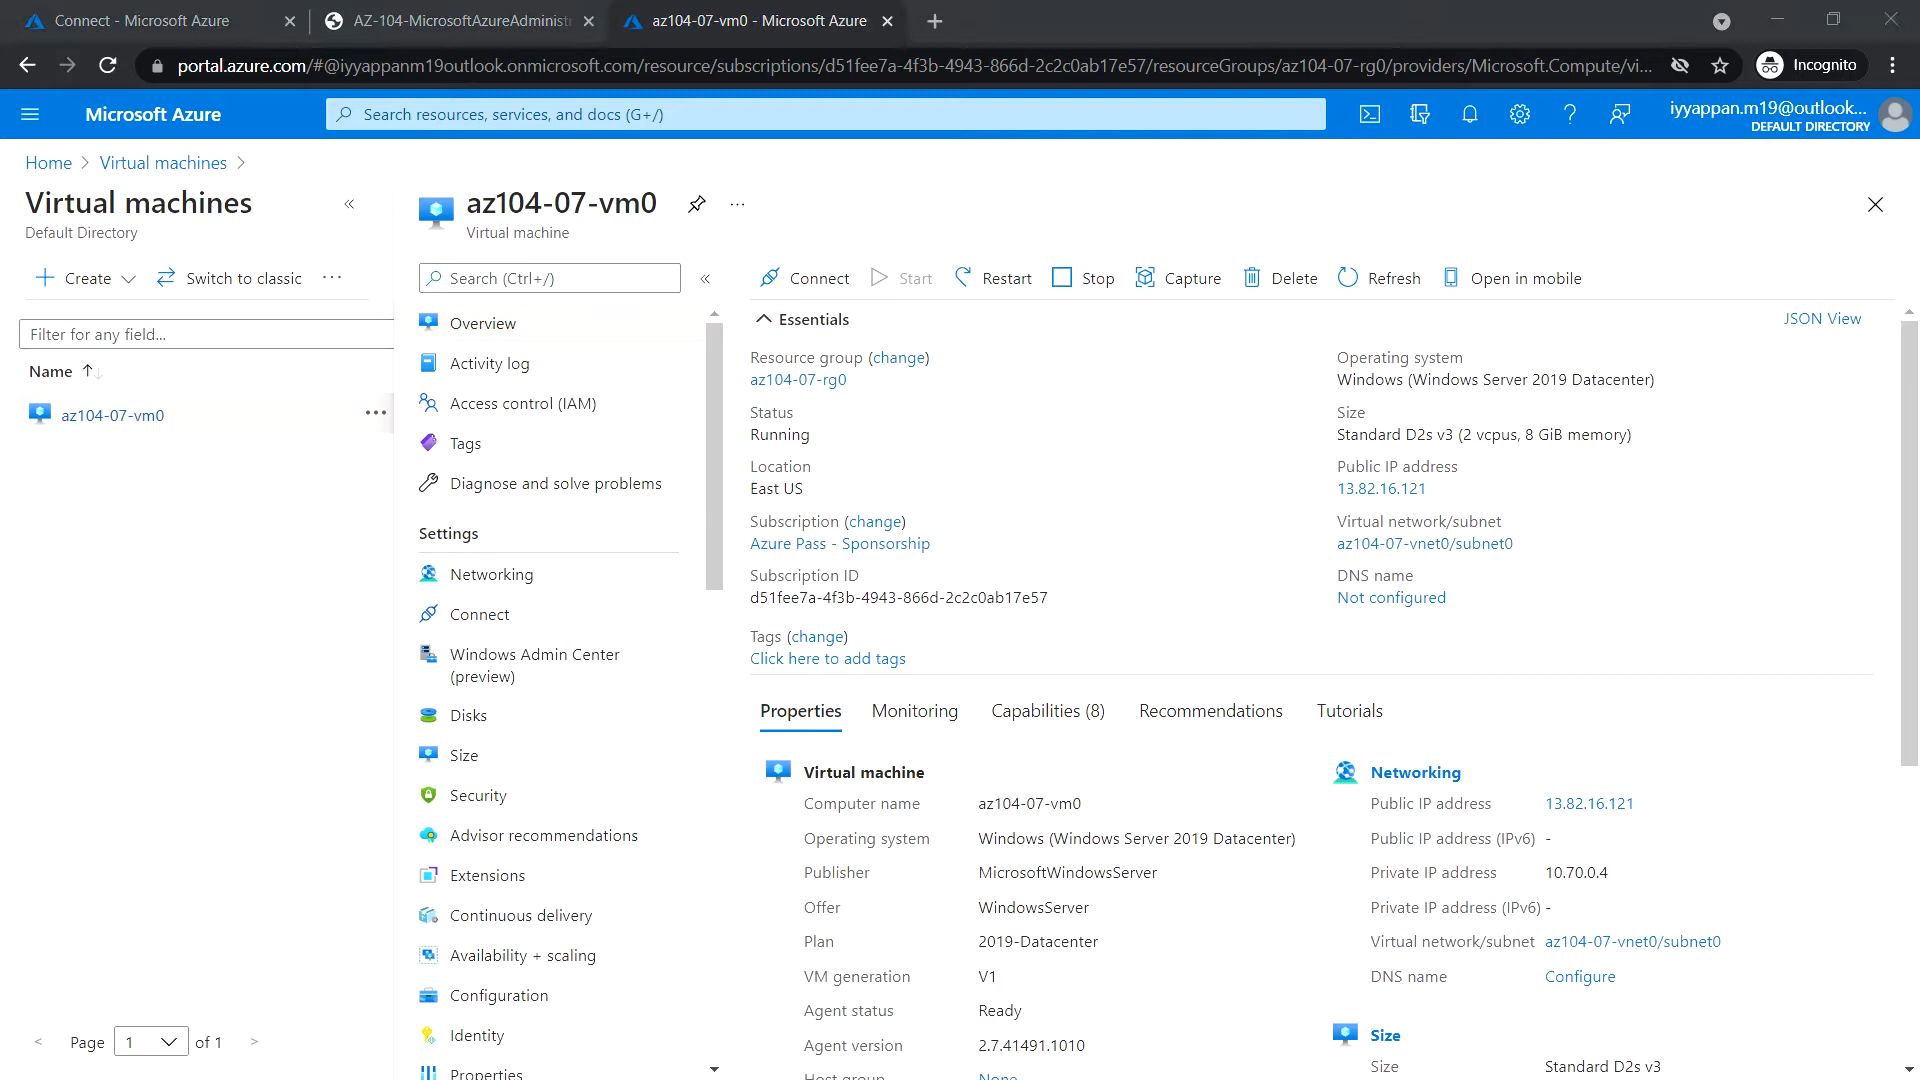 Connect - Microsoft Azure
AZ-104-MicrosoftAzureAdministr
az104-07-vm0 - Microsoft Azure
portal.azure.com/#@iyyappanm19outlook.onmicrosoft.com/resource/subscriptions/d51fee7a-4f3b-4943-866d-2c2c0ab17e57/resourceGroups/az104-07-rg0/providers/Microsoft.Compute/vi...
Incognito
Microsoft Azure
Search resources, services, and docs (G+/)
iyyappan.m19@outlook...
DEFAULT DIRECTORY
Home > Virtual machines >
Virtual machines
Default Directory
Create
Switch to classic
Filter for any field...
Name
az104-07-vm0
Page 1 of 1
az104-07-vm0
Virtual machine
Search (Ctrl+/)
Overview
Activity log
Access control (IAM)
Tags
Diagnose and solve problems
Settings
Networking
Connect
Windows Admin Center
(preview)
Disks
Size
Security
Advisor recommendations
Extensions
Continuous delivery
Availability + scaling
Configuration
Identity
Properties
Connect
Start
Restart
Stop
Capture
Delete
Refresh
Open in mobile
Essentials
JSON View
Resource group (change)
az104-07-rg0
Status
Running
Location
East US
Subscription (change)
Azure Pass - Sponsorship
Subscription ID
d51fee7a-4f3b-4943-866d-2c2c0ab17e57
Tags (change)
Click here to add tags
Operating system
Windows (Windows Server 2019 Datacenter)
Size
Standard D2s v3 (2 vcpus, 8 GiB memory)
Public IP address
13.82.16.121
Virtual network/subnet
az104-07-vnet0/subnet0
DNS name
Not configured
Properties
Monitoring
Capabilities (8)
Recommendations
Tutorials
Virtual machine
Computer name az104-07-vm0
Operating system Windows (Windows Server 2019 Datacenter)
Publisher MicrosoftWindowsServer
Offer WindowsServer
Plan 2019-Datacenter
VM generation V1
Agent status Ready
Agent version 2.7.41491.1010
Host group None
Networking
Public IP address 13.82.16.121
Public IP address (IPv6) -
Private IP address 10.70.0.4
Private IP address (IPv6) -
Virtual network/subnet az104-07-vnet0/subnet0
DNS name Configure
Size
Size Standard D2s v3